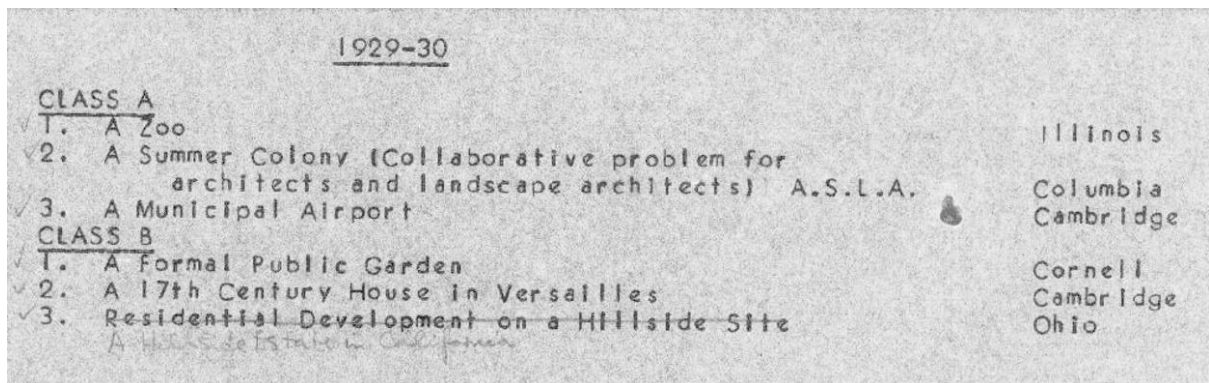 1929-30
CLASS A
1. A Zoo Illinois
2. A Summer Colony (Collaborative problem for
architects and landscape architects) A.S.L.A. Columbia
3. A Municipal Airport Cambridge
CLASS B
1. A Formal Public Garden Cornell
2. A 17th Century House in Versailles Cambridge
3. Residential Development on a Hillside Site Ohio
A Hillside Estate in California